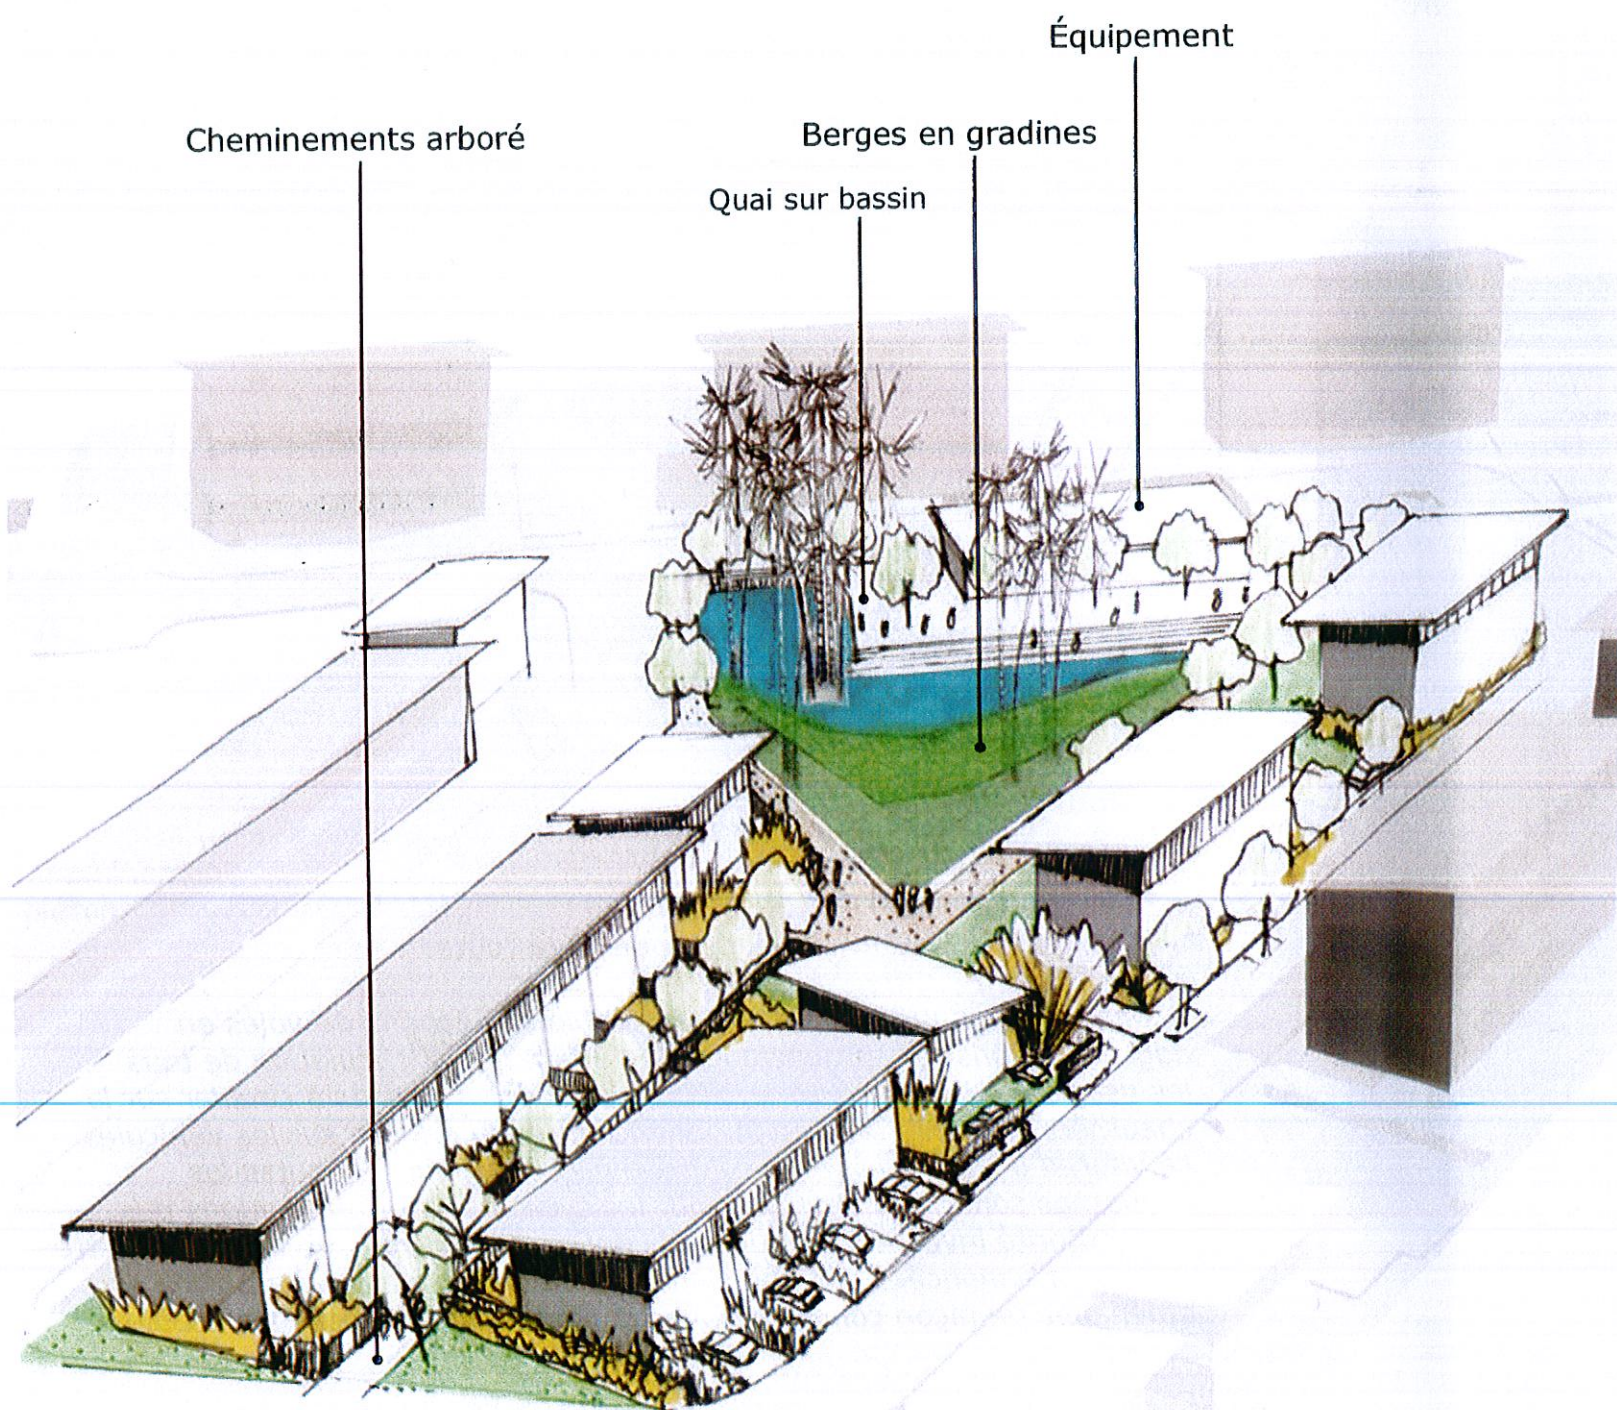 Équipement
Cheminements arboré
Berges en gradines
Quai sur bassin